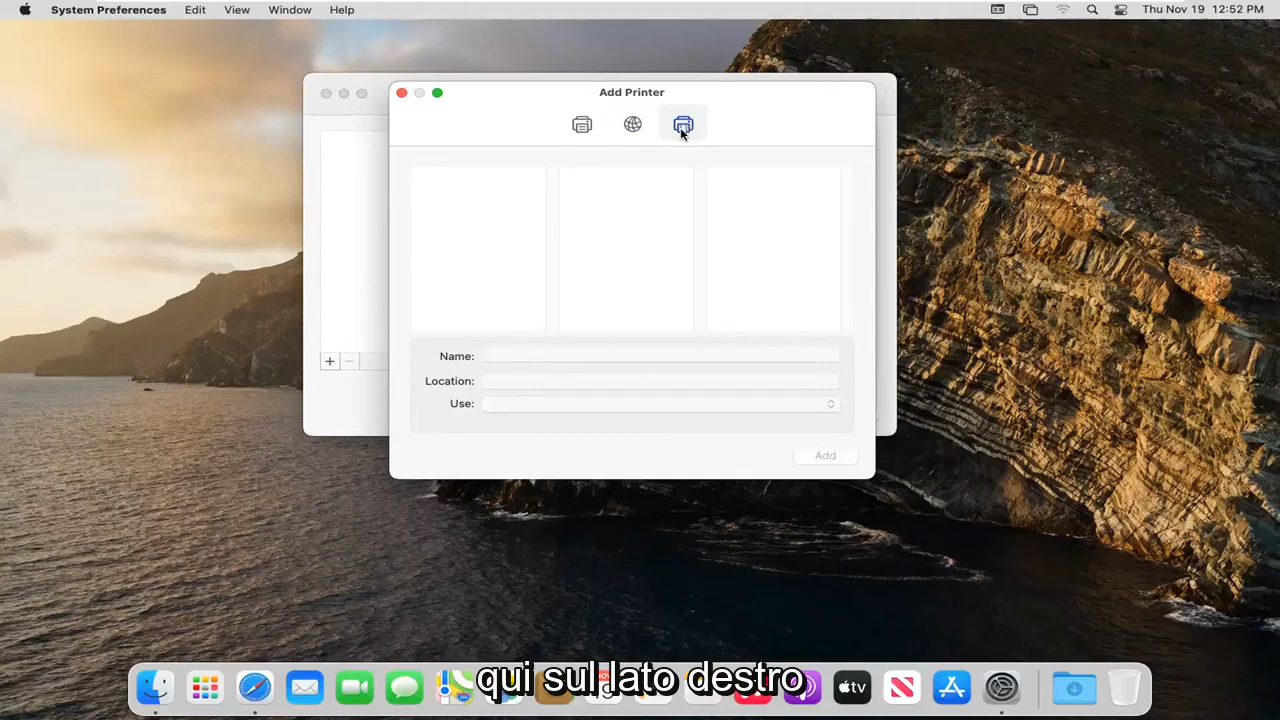 System Preferences Edit View Window Help Thu Nov 19 12:52 PM
Add Printer
Name:
Location:
Use:
Add
qui sul lato destro
tv